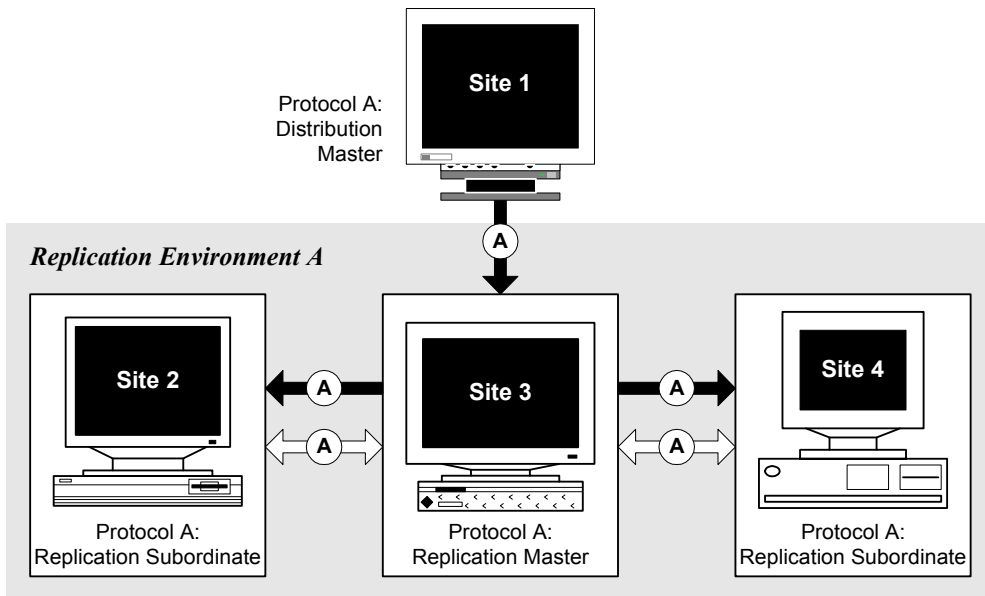 Site 1
Protocol A:
Distribution
Master
A
Replication Environment A
Site 2
A
A
Protocol A:
Replication Subordinate
Site 3
Protocol A:
Replication Master
A
A
Site 4
Protocol A:
Replication Subordinate